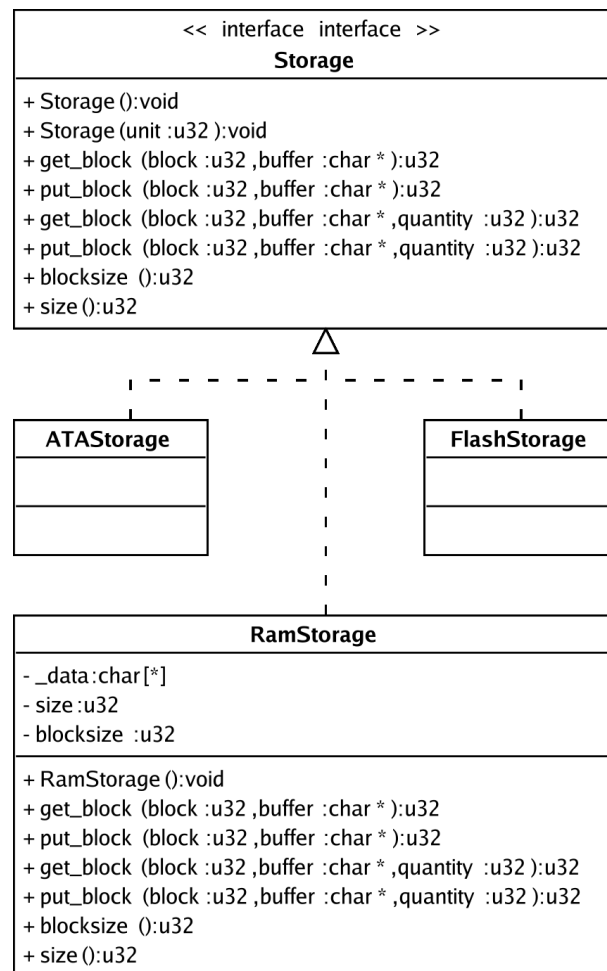 << interface interface >>
Storage
+ Storage():void
+ Storage(unit :u32 ):void
+ get_block (block :u32 ,buffer :char * ):u32
+ put_block (block :u32 ,buffer :char * ):u32
+ get_block (block :u32 ,buffer :char * ,quantity :u32 ):u32
+ put_block (block :u32 ,buffer :char * ,quantity :u32 ):u32
+ blocksize ():u32
+ size():u32
ATAStorage
FlashStorage
RamStorage
- _data:char[*]
- size:u32
- blocksize :u32
+ RamStorage():void
+ get_block (block :u32 ,buffer :char * ):u32
+ put_block (block :u32 ,buffer :char * ):u32
+ get_block (block :u32 ,buffer :char * ,quantity :u32 ):u32
+ put_block (block :u32 ,buffer :char * ,quantity :u32 ):u32
+ blocksize ():u32
+ size():u32